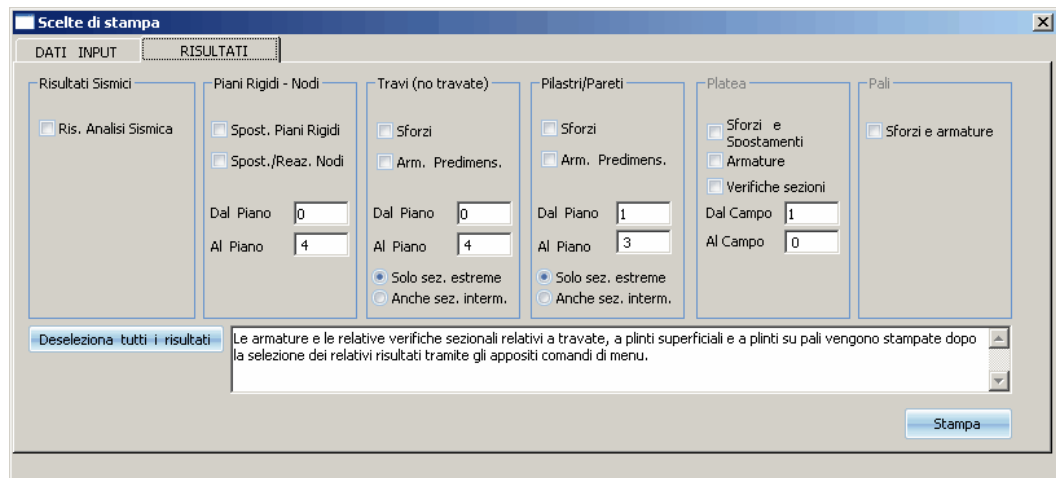 Scelte di stampa
DATI INPUT
RISULTATI
Risultati Sismici
Ris. Analisi Sismica
Piani Rigidi - Nodi
Spost. Piani Rigidi
Spost./Reaz. Nodi
Dal Piano 0
Al Piano 4
Travi (no travate)
Sforzi
Arm. Predimens.
Dal Piano 0
Al Piano 4
Solo sez. estreme
Anche sez. interm.
Pilastri/Pareti
Sforzi
Arm. Predimens.
Dal Piano 1
Al Piano 3
Solo sez. estreme
Anche sez. interm.
Platea
Sforzi e
Spostamenti
Armature
Verifiche sezioni
Dal Campo 1
Al Campo 0
Pali
Sforzi e armature
Deseleziona tutti i risultati
Le armature e le relative verifiche sezionali relativi a travate, a plinti superficiali e a plinti su pali vengono stampate dopo
la selezione dei relativi risultati tramite gli appositi comandi di menu.
Stampa